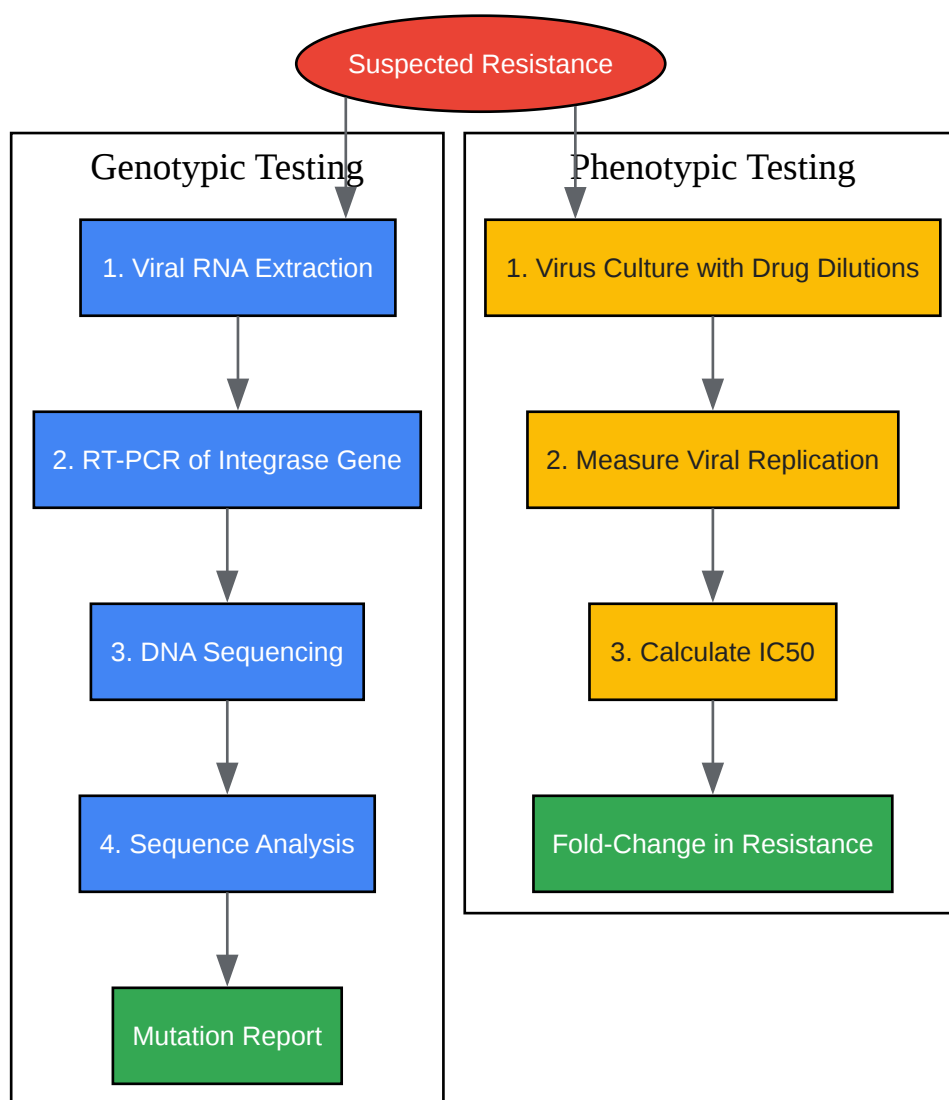 Suspected Resistance
Genotypic Testing
1. Viral RNA Extraction
2. RT-PCR of Integrase Gene
3. DNA Sequencing
4. Sequence Analysis
Mutation Report
Phenotypic Testing
1. Virus Culture with Drug Dilutions
2. Measure Viral Replication
3. Calculate IC50
Fold-Change in Resistance